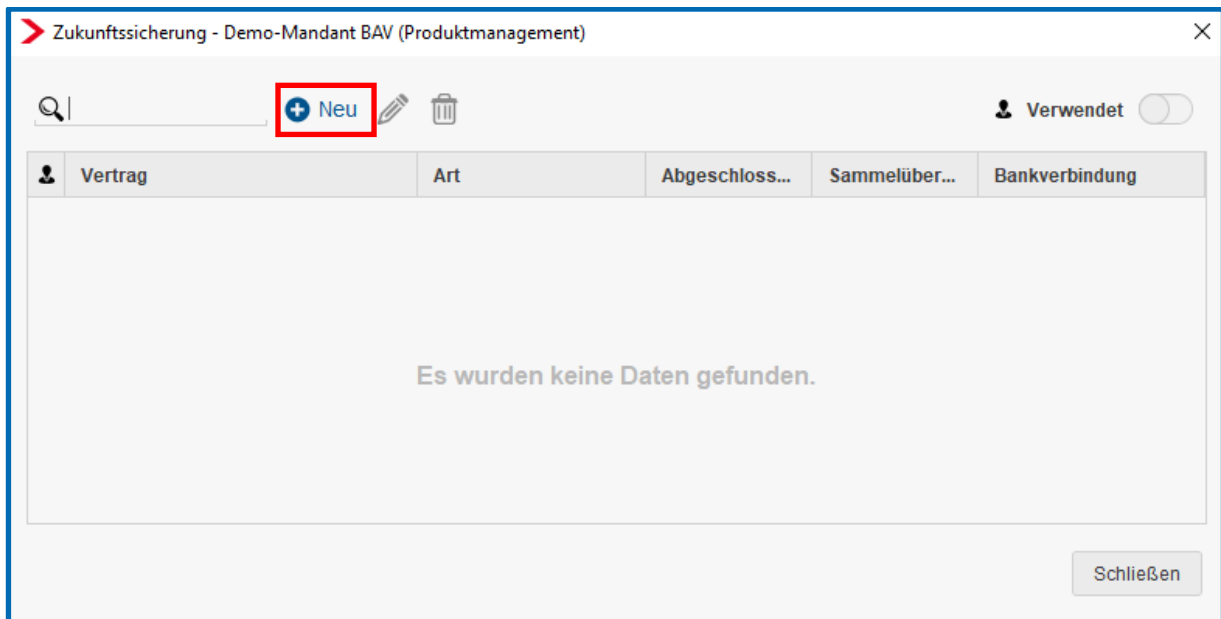 Zukunftssicherung - Demo-Mandant BAV (Produktmanagement)
Neu Verwendet
Vertrag Art Abgeschloss... Sammelüber... Bankverbindung
Es wurden keine Daten gefunden.
Schließen